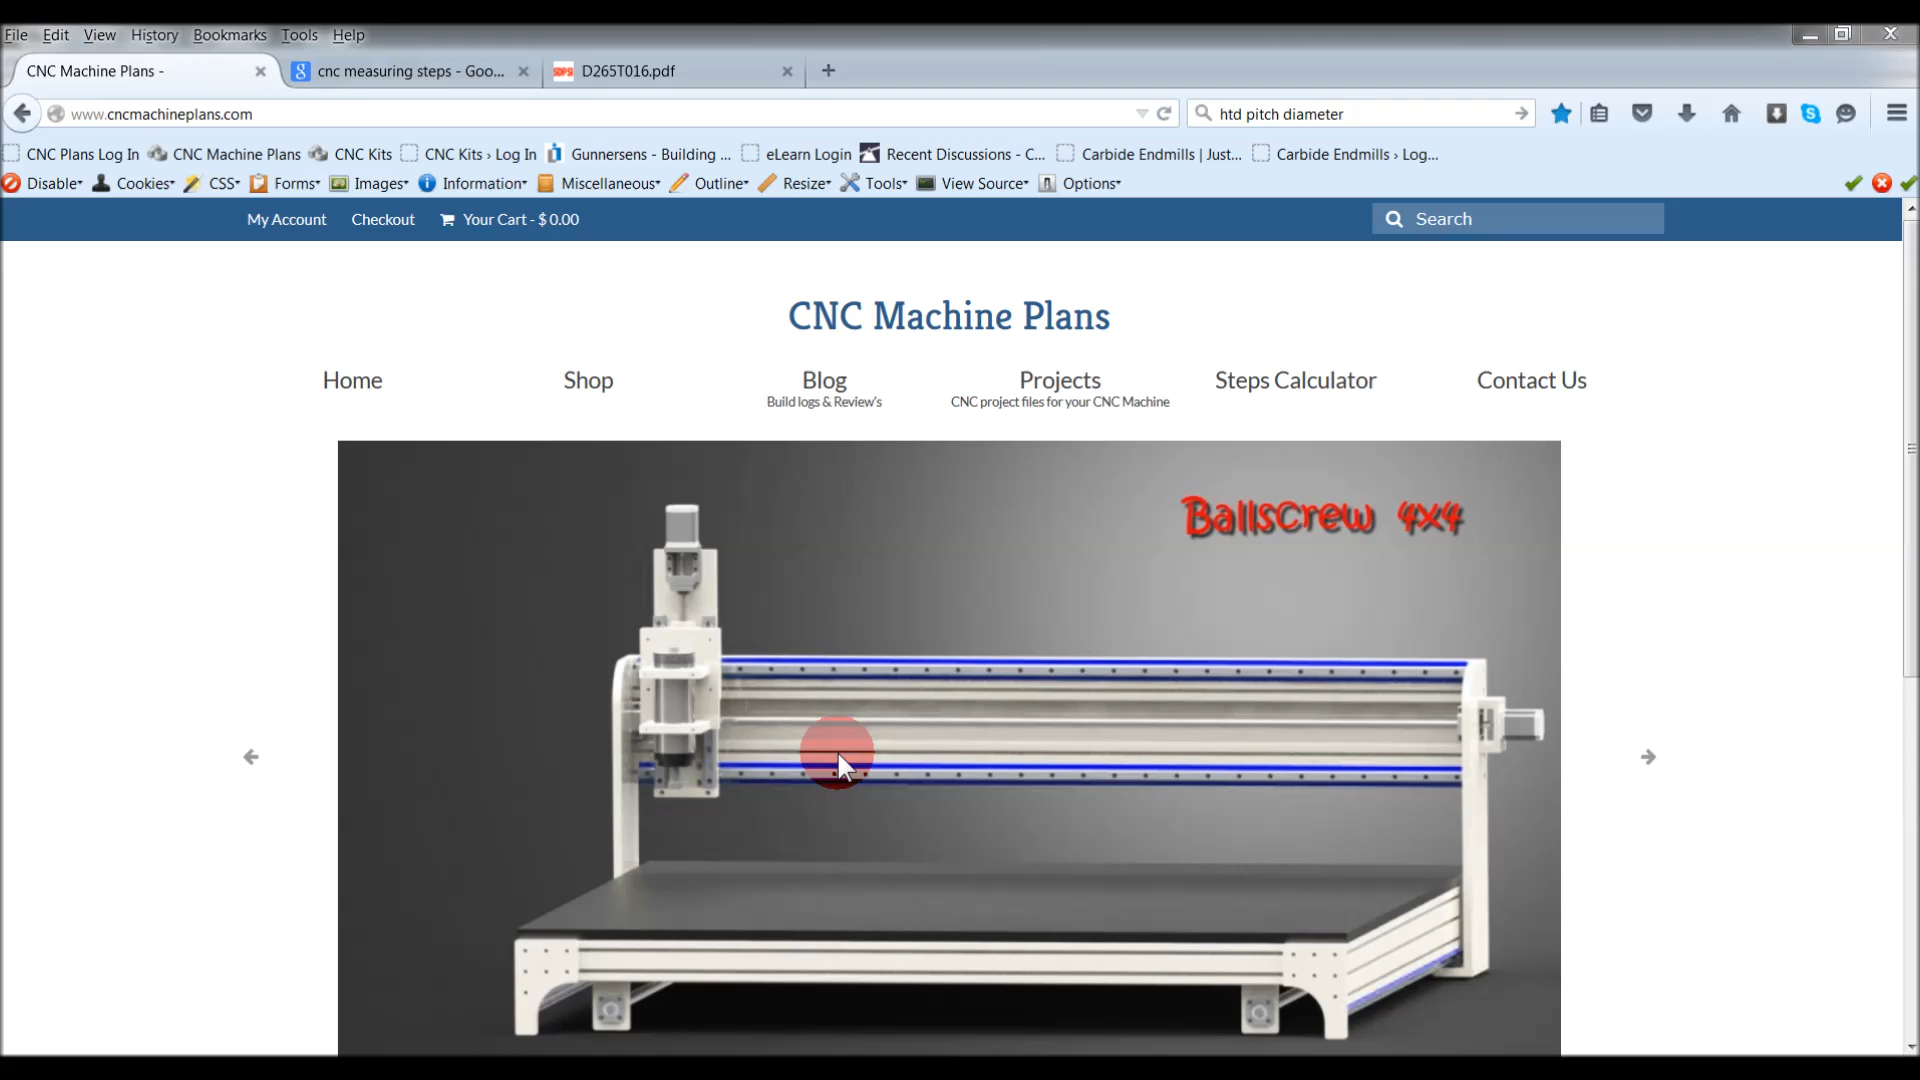 File Edit View History Bookmarks Tools Help
CNC Machine Plans - cnc measuring steps - Goo... SDP/SI D265T016.pdf
www.cncmachineplans.com htd pitch diameter
CNC Plans Log In CNC Machine Plans CNC Kits CNC Kits › Log In Gunnersens - Building ... eLearn Login Recent Discussions - C... Carbide Endmills | Just... Carbide Endmills › Log...
Disable Cookies CSS Forms Images Information Miscellaneous Outline Resize Tools View Source Options
My Account Checkout Your Cart - $ 0.00 Search
CNC Machine Plans
Home Shop Blog Projects Steps Calculator Contact Us
Build logs & Review's CNC project files for your CNC Machine
Ballscrew 4x4